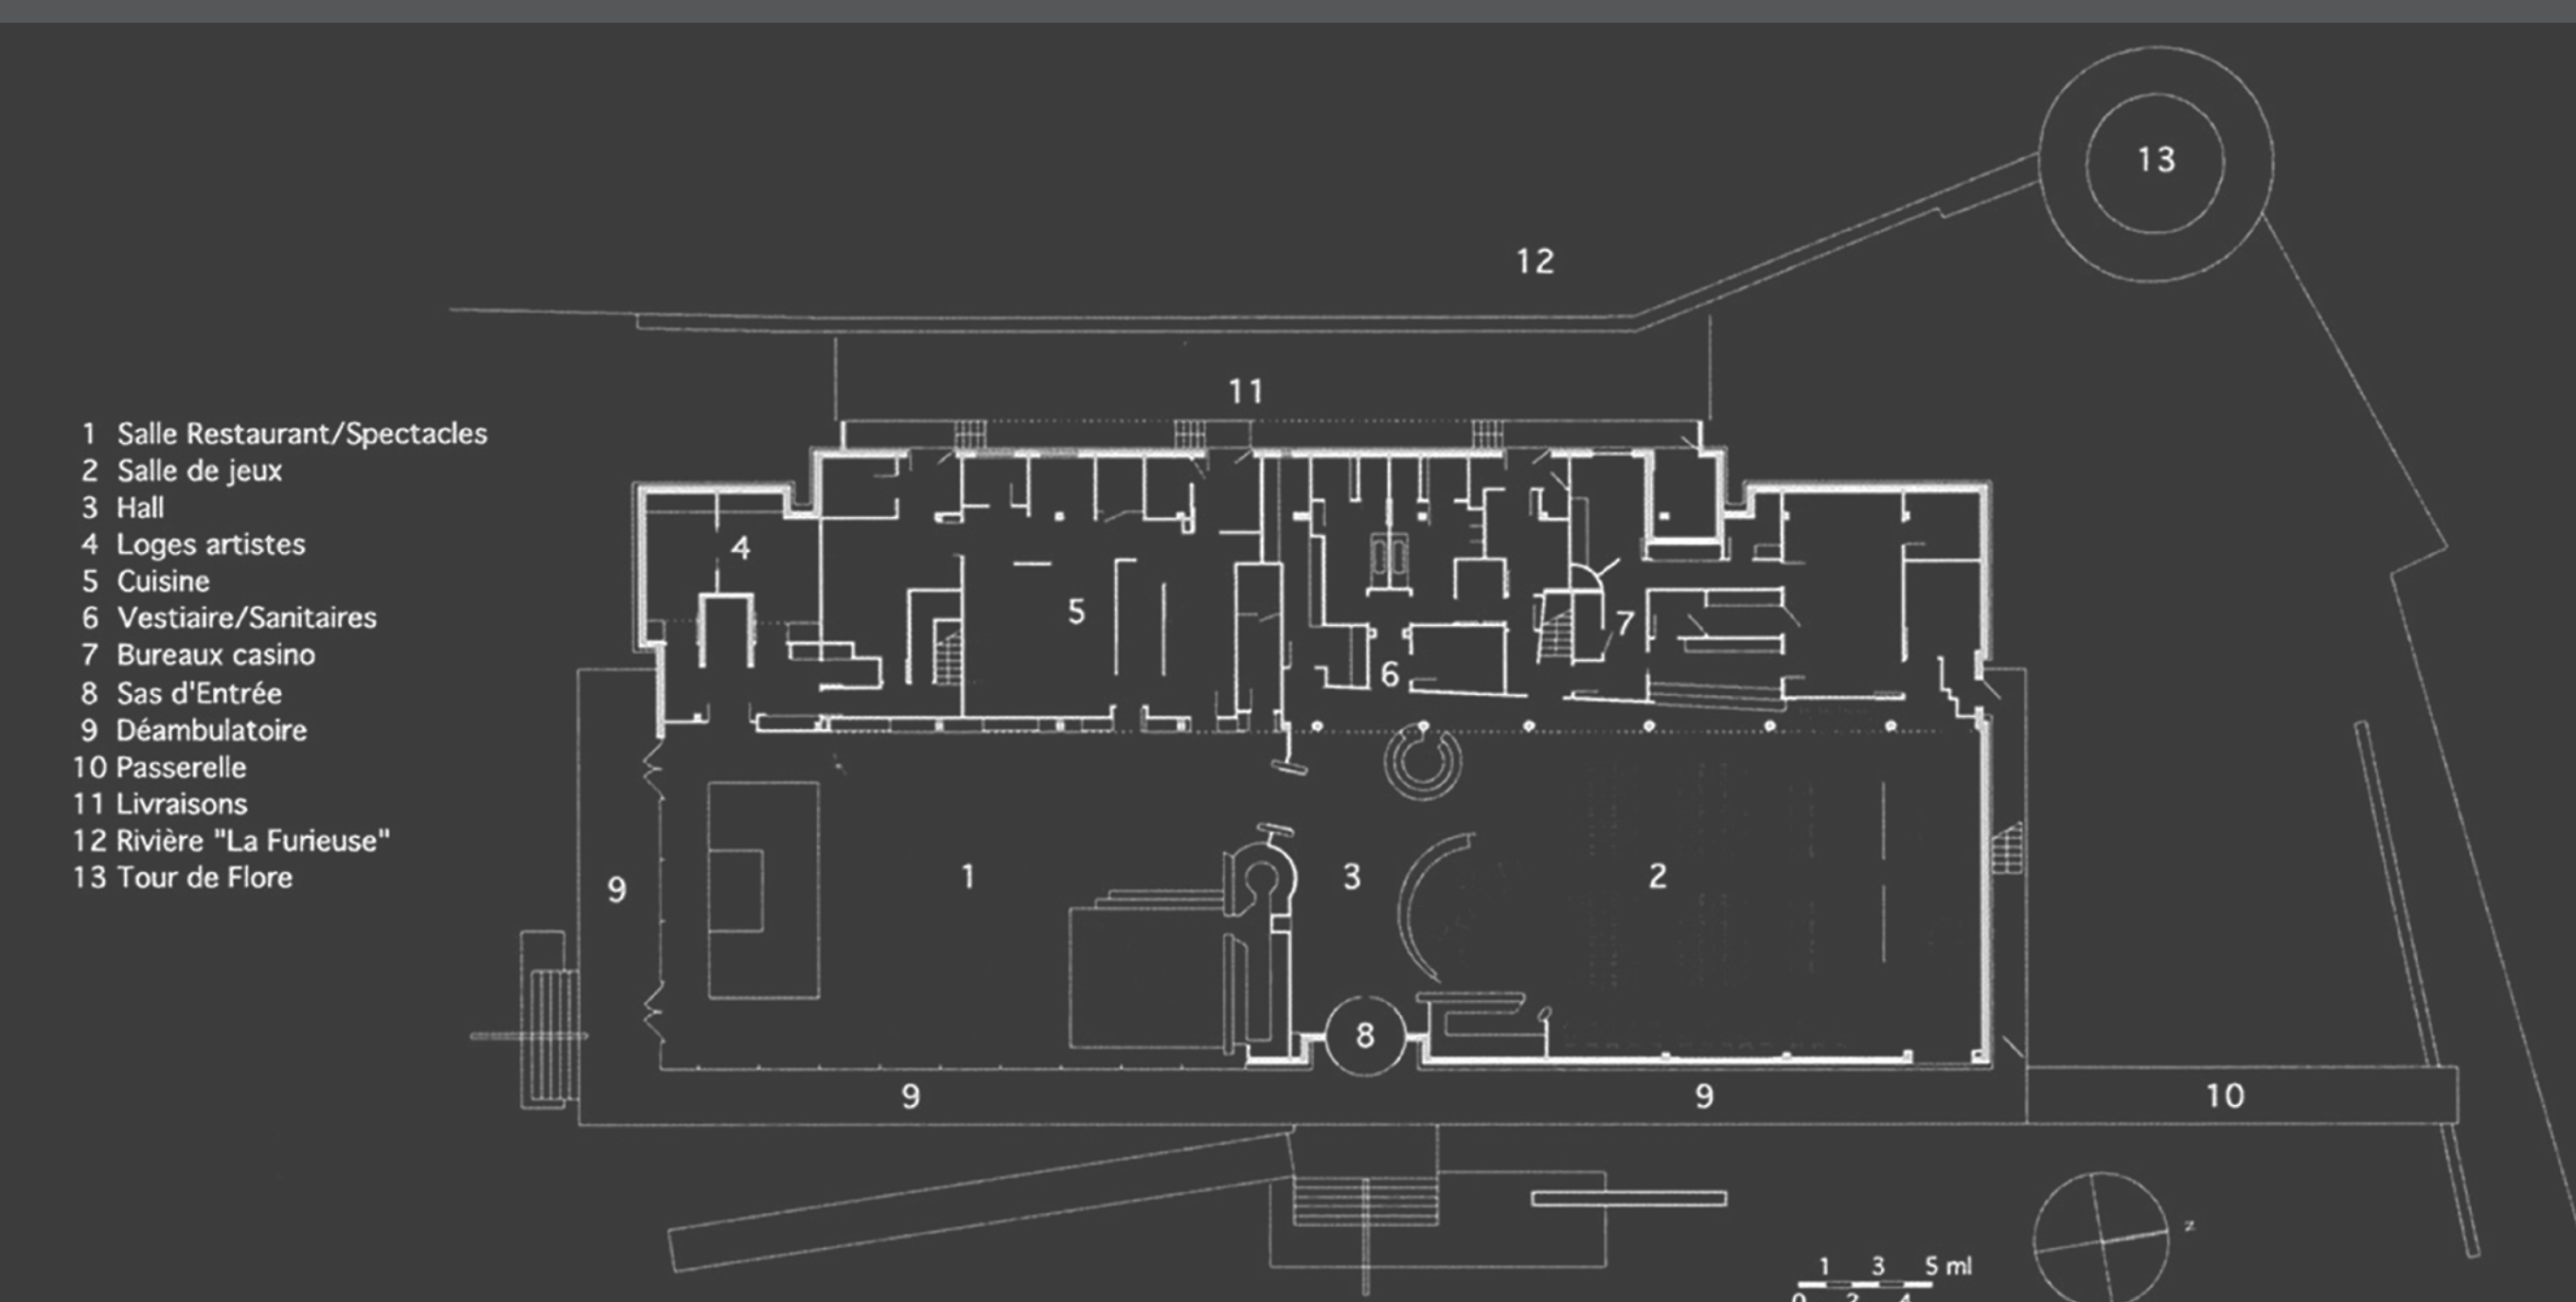 13
12
11
1 Salle Restaurant/Spectacles
2 Salle de jeux
3 Hall
4 Loges artistes
5 Cuisine
6 Vestiaire/Sanitaires
7 Bureaux casino
8 Sas d'Entrée
9 Déambulatoire
10 Passerelle
11 Livraisons
12 Rivière "La Furieuse"
13 Tour de Flore
4
5
7
6
9
1
3
2
8
9
9
10
z
1 3 5 ml
0 2 4